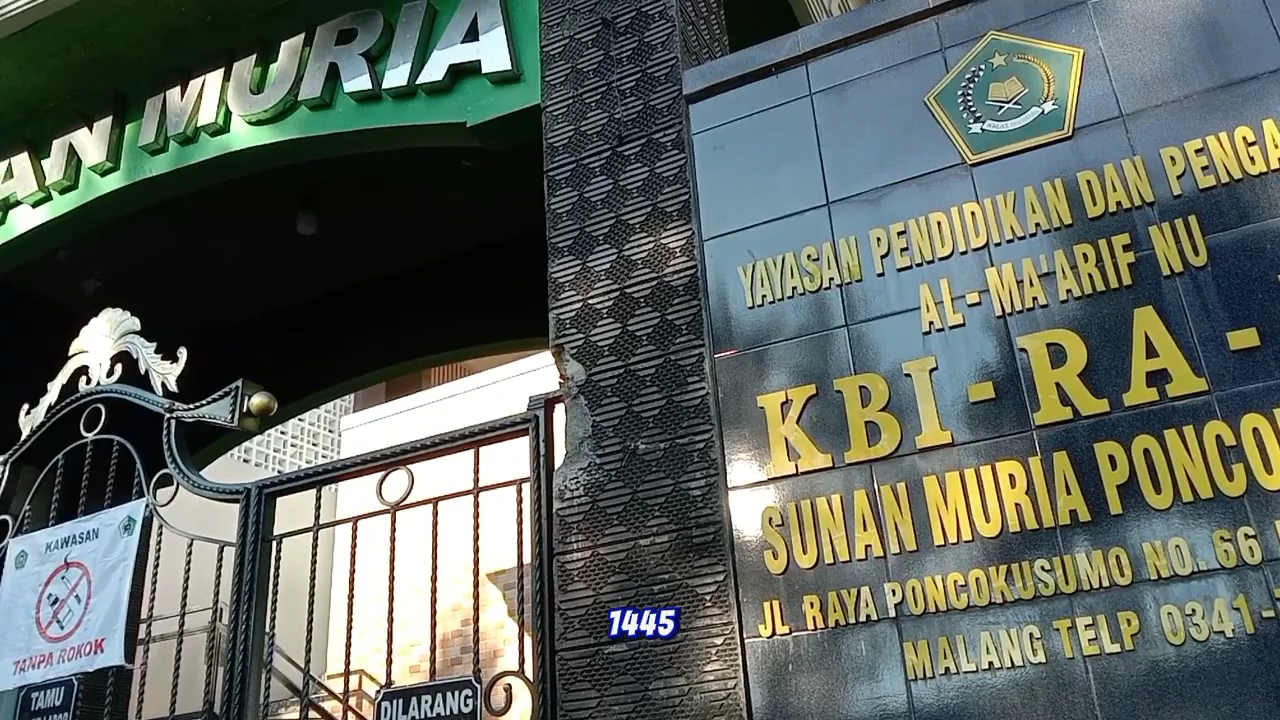 AN MURIA
YAYASAN PENDIDIKAN DAN PENGA
AL-MA'ARIF NU
KBI-RA-
SUNAN MURIA PONCO
JL RAYA PONCOKUSUMO NO. 66
MALANG TELP 0341-
KAWASAN
TANPA ROKOK
TAMU
DILARANG
1445